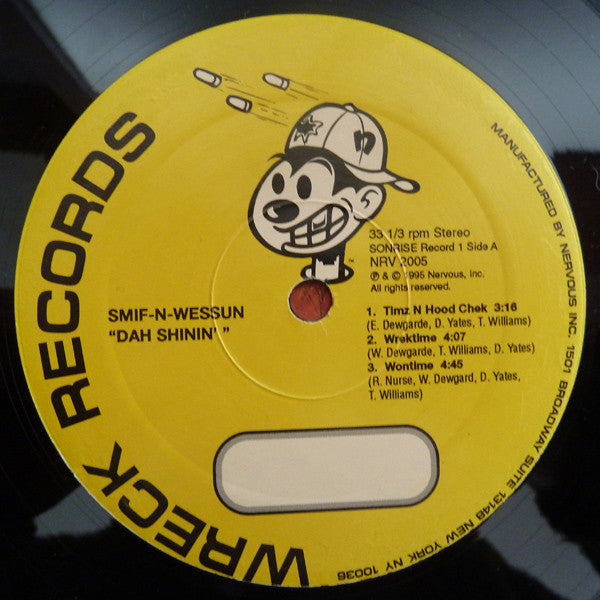 WRECK RECORDS
33 1/3 rpm Stereo
SONRISE Record 1 Side A
NRV 2005
℗ & © 1995 Nervous, Inc.
All rights reserved.
SMIF-N-WESSUN
"DAH SHININ' "
1. Timz N Hood Chek 3:16
(E. Dewgarde, D. Yates, T. Williams)
2. Wrektime 4:07
(W. Dewgarde, T. Williams, D. Yates)
3. Wontime 4:45
(R. Nurse, W. Dewgard, D. Yates,
T. Williams)
MANUFACTURED BY NERVOUS INC. 1501 BROADWAY SUITE 1314B NEW YORK NY 10036
n
TM